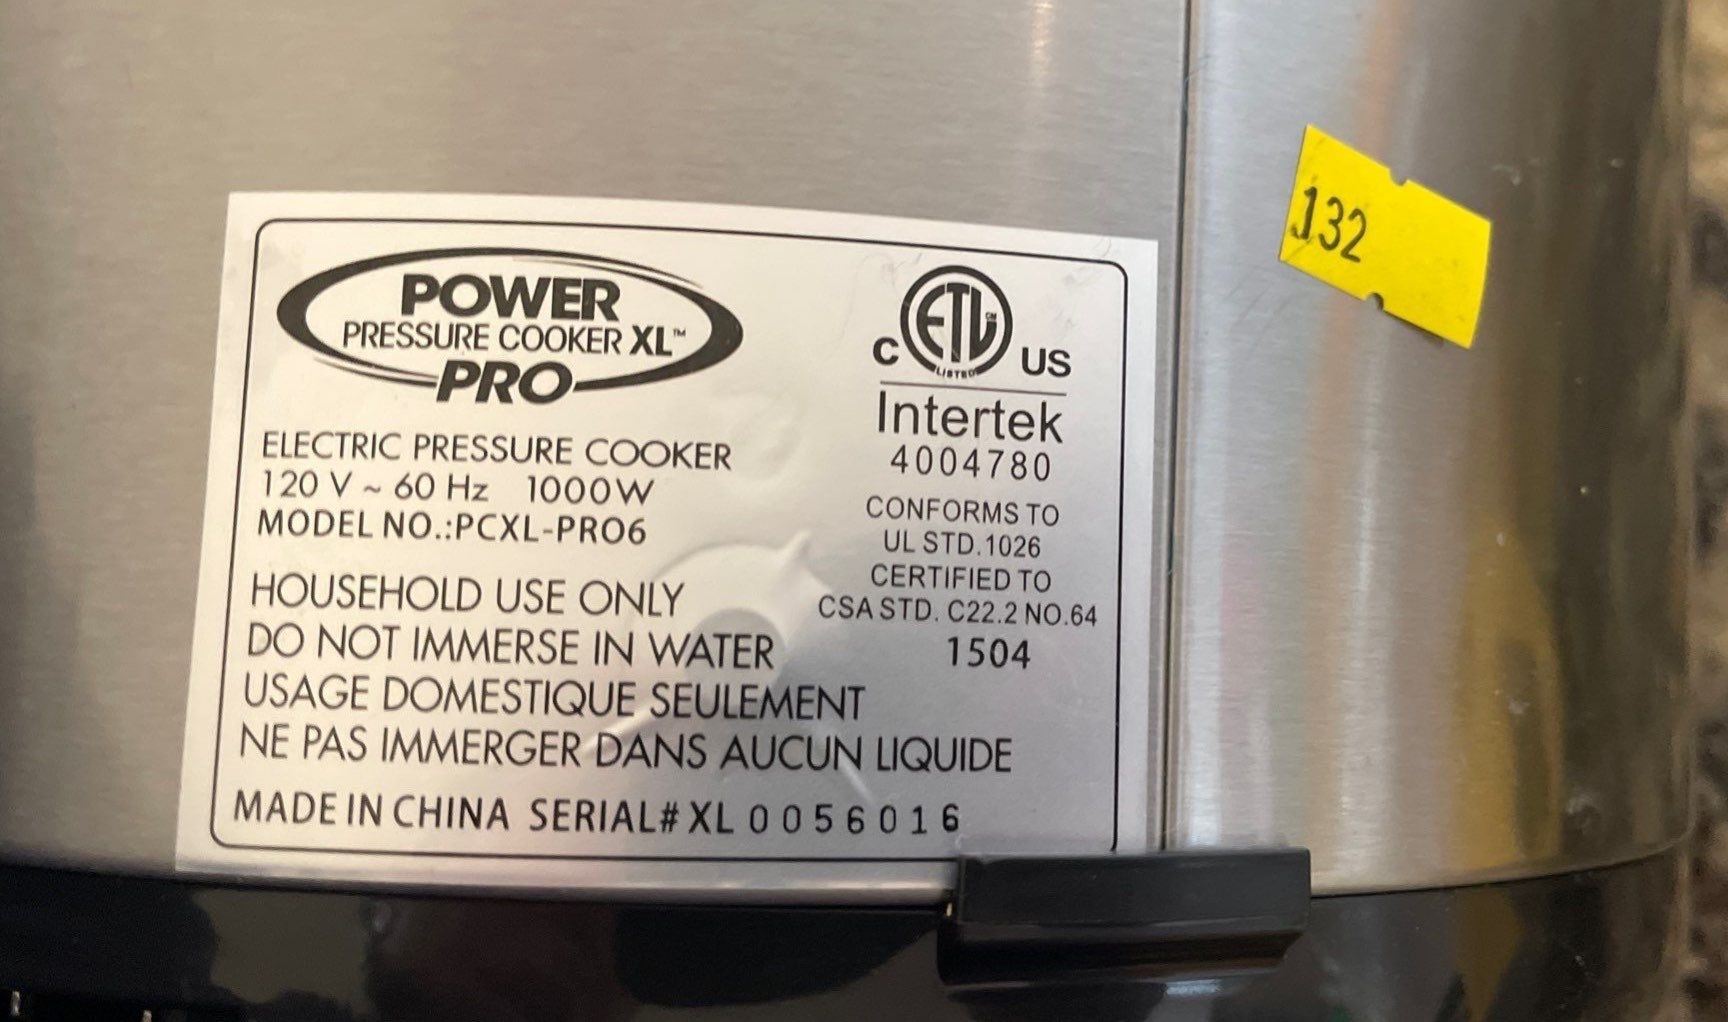 POWER
PRESSURE COOKER XL™
PRO
ELECTRIC PRESSURE COOKER
120 V ~ 60 Hz 1000W
MODEL NO.:PCXL-PRO6
HOUSEHOLD USE ONLY
DO NOT IMMERSE IN WATER
USAGE DOMESTIQUE SEULEMENT
NE PAS IMMERGER DANS AUCUN LIQUIDE
MADE IN CHINA SERIAL# XL 0056016
C ETL CM US
LISTED
Intertek
4004780
CONFORMS TO
UL STD.1026
CERTIFIED TO
CSA STD. C22.2 NO.64
1504
132